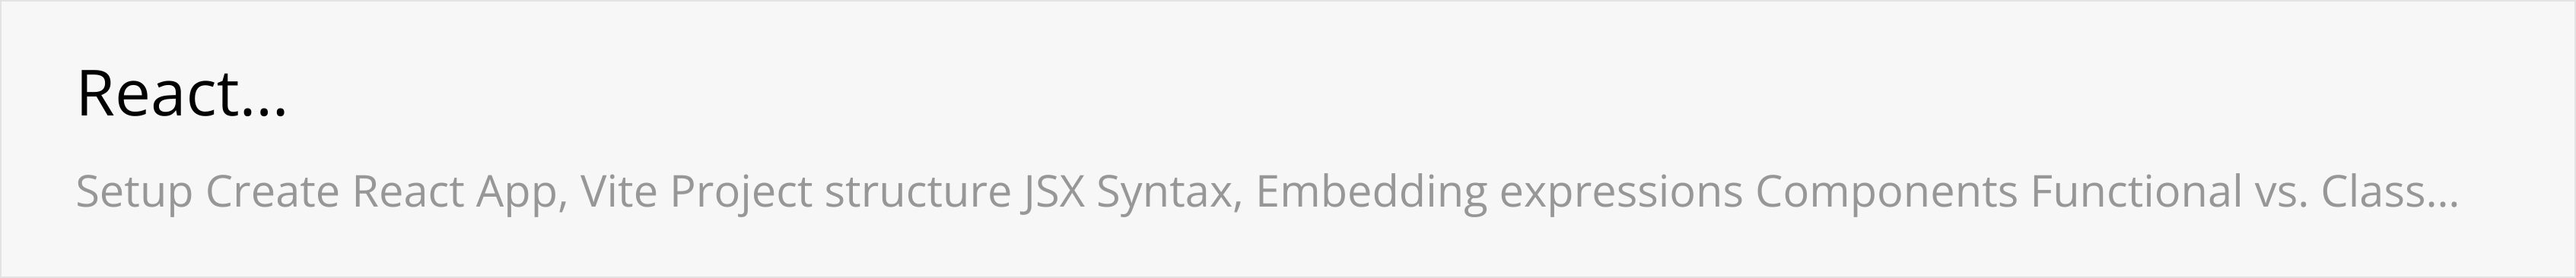 React...
Setup Create React App, Vite Project structure JSX Syntax, Embedding expressions Components Functional vs. Class...